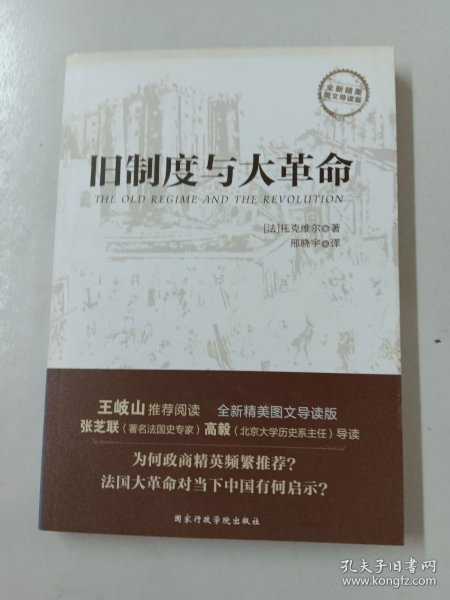 全新精美
图文导读版
旧制度与大革命
THE OLD REGIME AND THE REVOLUTION
[法]托克维尔◎著
邢晓宇◎译
王岐山 推荐阅读 全新精美图文导读版
张芝联（著名法国史专家）高毅（北京大学历史系主任）导读
为何政商精英频繁推荐？
法国大革命对当下中国有何启示？
国家行政学院出版社
孔夫子旧书网
www.kongfz.com